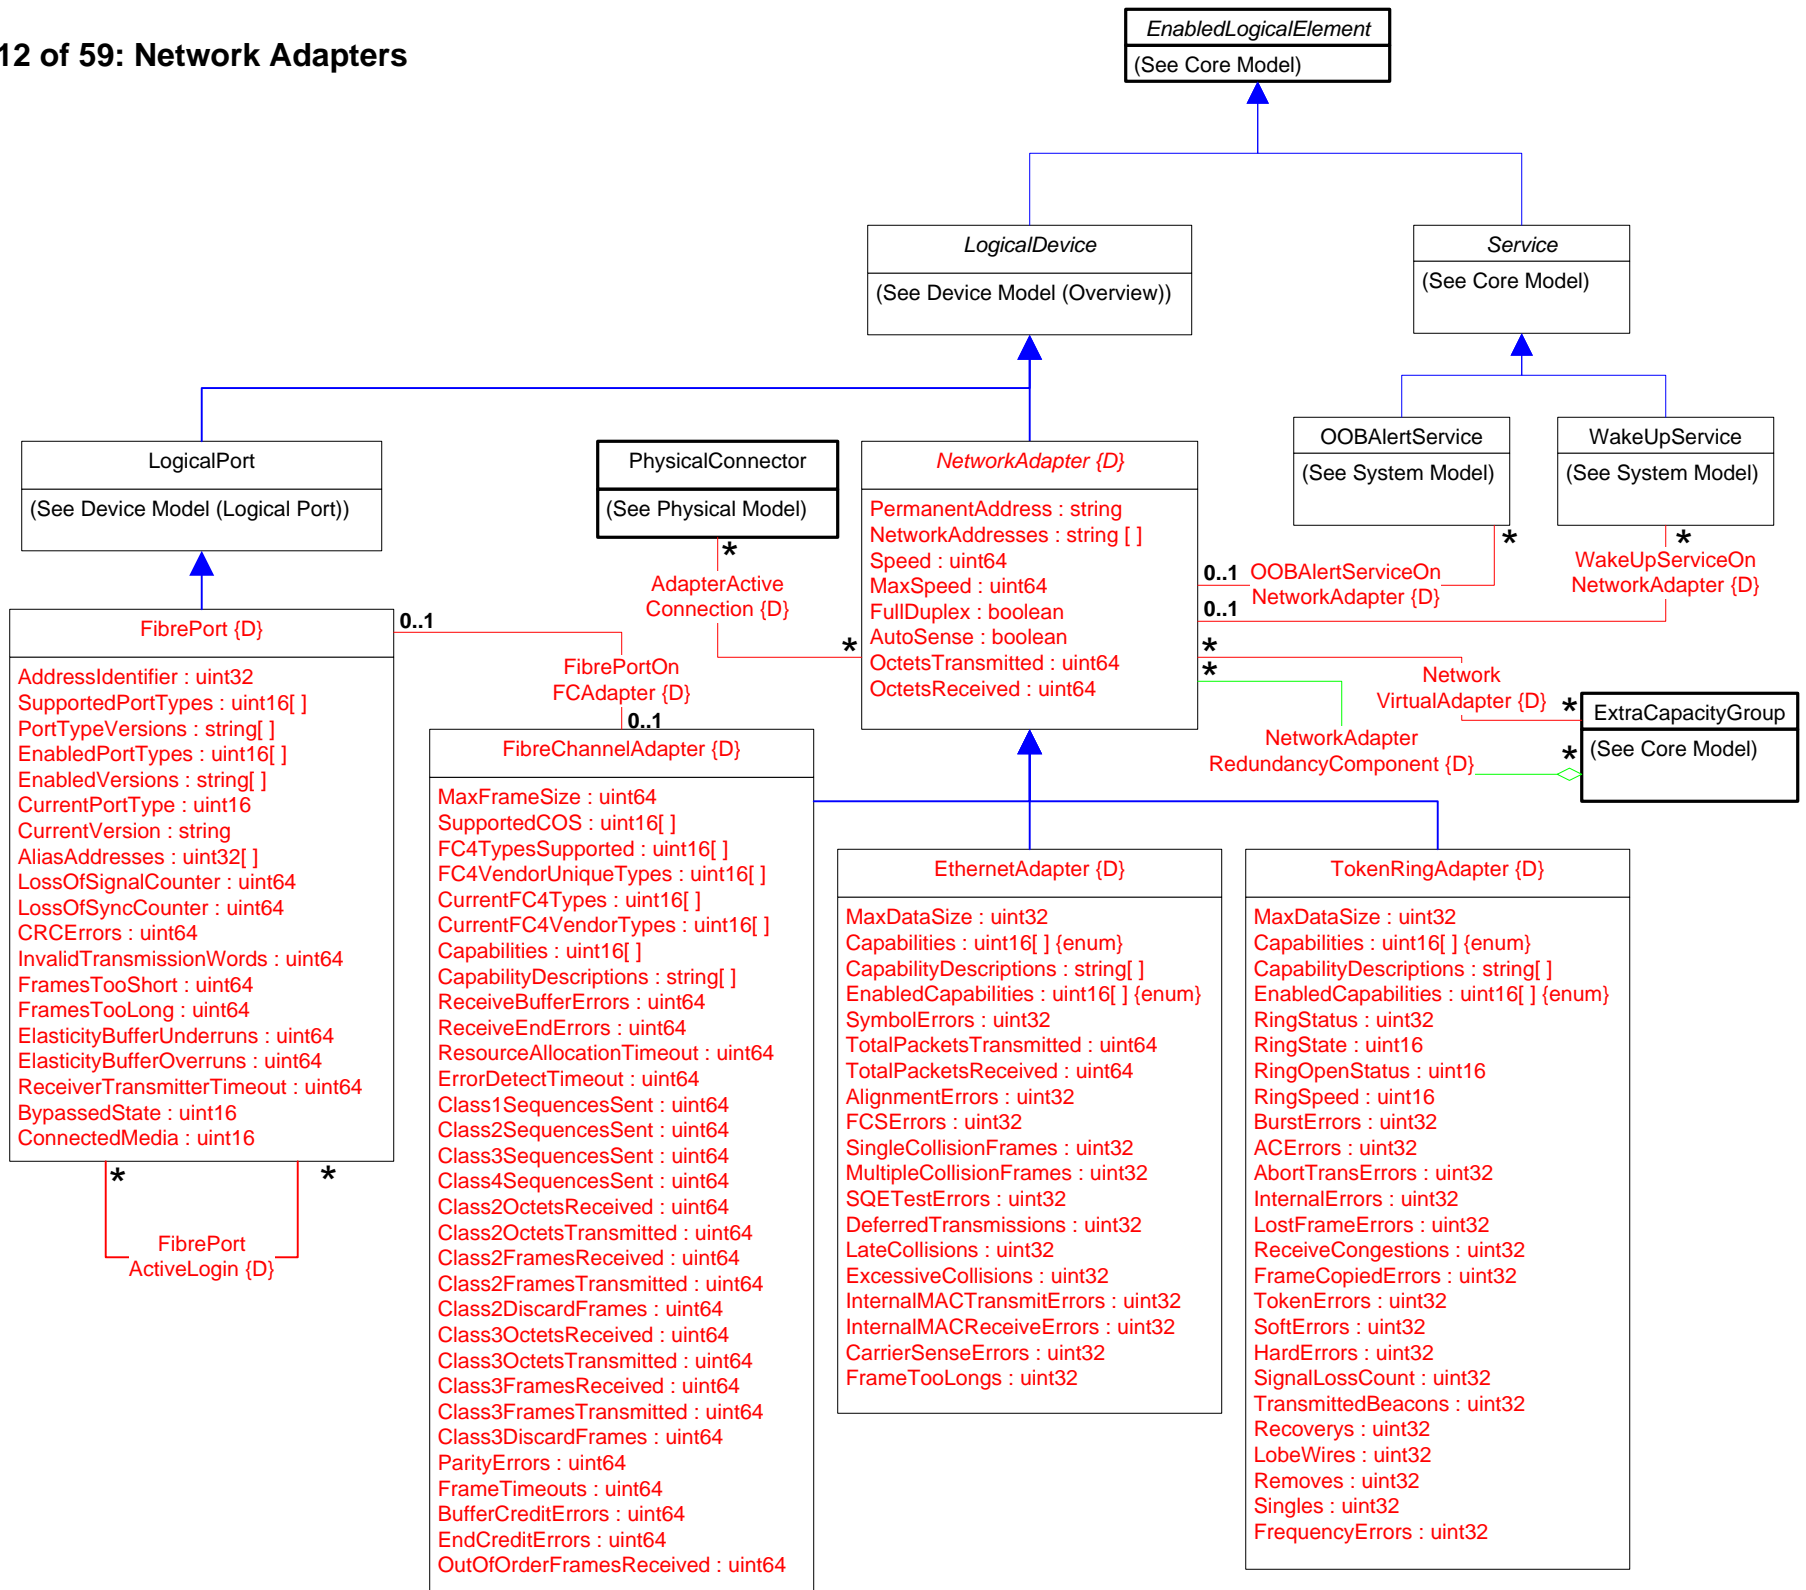 12 of 59: Network Adapters
EnabledLogicalElement
(See Core Model)
LogicalDevice
(See Device Model (Overview))
Service
(See Core Model)
LogicalPort
(See Device Model (Logical Port))
PhysicalConnector
(See Physical Model)
NetworkAdapter {D}
PermanentAddress : string
NetworkAddresses : string [ ]
Speed : uint64
MaxSpeed : uint64
FullDuplex : boolean
AutoSense : boolean
OctetsTransmitted : uint64
OctetsReceived : uint64
OOBAlertService
(See System Model)
WakeUpService
(See System Model)
*
AdapterActive
Connection {D}
*
*
0..1
OOBAlertServiceOn
NetworkAdapter {D}
*
WakeUpServiceOn
NetworkAdapter {D}
0..1
*
Network
VirtualAdapter {D}
*
*
NetworkAdapter
RedundancyComponent {D}
*
ExtraCapacityGroup
(See Core Model)
FibrePort {D}
AddressIdentifier : uint32
SupportedPortTypes : uint16[ ]
PortTypeVersions : string[ ]
EnabledPortTypes : uint16[ ]
EnabledVersions : string[ ]
CurrentPortType : uint16
CurrentVersion : string
AliasAddresses : uint32[ ]
LossOfSignalCounter : uint64
LossOfSyncCounter : uint64
CRCErrors : uint64
InvalidTransmissionWords : uint64
FramesTooShort : uint64
FramesTooLong : uint64
ElasticityBufferUnderruns : uint64
ElasticityBufferOverruns : uint64
ReceiverTransmitterTimeout : uint64
BypassedState : uint16
ConnectedMedia : uint16
*
*
FibrePort
ActiveLogin {D}
0..1
FibrePortOn
FCAdapter {D}
0..1
FibreChannelAdapter {D}
MaxFrameSize : uint64
SupportedCOS : uint16[ ]
FC4TypesSupported : uint16[ ]
FC4VendorUniqueTypes : uint16[ ]
CurrentFC4Types : uint16[ ]
CurrentFC4VendorTypes : uint16[ ]
Capabilities : uint16[ ]
CapabilityDescriptions : string[ ]
ReceiveBufferErrors : uint64
ReceiveEndErrors : uint64
ResourceAllocationTimeout : uint64
ErrorDetectTimeout : uint64
Class1SequencesSent : uint64
Class2SequencesSent : uint64
Class3SequencesSent : uint64
Class4SequencesSent : uint64
Class2OctetsReceived : uint64
Class2OctetsTransmitted : uint64
Class2FramesReceived : uint64
Class2FramesTransmitted : uint64
Class2DiscardFrames : uint64
Class3OctetsReceived : uint64
Class3OctetsTransmitted : uint64
Class3FramesReceived : uint64
Class3FramesTransmitted : uint64
Class3DiscardFrames : uint64
ParityErrors : uint64
FrameTimeouts : uint64
BufferCreditErrors : uint64
EndCreditErrors : uint64
OutOfOrderFramesReceived : uint64
EthernetAdapter {D}
MaxDataSize : uint32
Capabilities : uint16[ ] {enum}
CapabilityDescriptions : string[ ]
EnabledCapabilities : uint16[ ] {enum}
SymbolErrors : uint32
TotalPacketsTransmitted : uint64
TotalPacketsReceived : uint64
AlignmentErrors : uint32
FCSErrors : uint32
SingleCollisionFrames : uint32
MultipleCollisionFrames : uint32
SQETestErrors : uint32
DeferredTransmissions : uint32
LateCollisions : uint32
ExcessiveCollisions : uint32
InternalMACTransmitErrors : uint32
InternalMACReceiveErrors : uint32
CarrierSenseErrors : uint32
FrameTooLongs : uint32
TokenRingAdapter {D}
MaxDataSize : uint32
Capabilities : uint16[ ] {enum}
CapabilityDescriptions : string[ ]
EnabledCapabilities : uint16[ ] {enum}
RingStatus : uint32
RingState : uint16
RingOpenStatus : uint16
RingSpeed : uint16
BurstErrors : uint32
ACErrors : uint32
AbortTransErrors : uint32
InternalErrors : uint32
LostFrameErrors : uint32
ReceiveCongestions : uint32
FrameCopiedErrors : uint32
TokenErrors : uint32
SoftErrors : uint32
HardErrors : uint32
SignalLossCount : uint32
TransmittedBeacons : uint32
Recoverys : uint32
LobeWires : uint32
Removes : uint32
Singles : uint32
FrequencyErrors : uint32